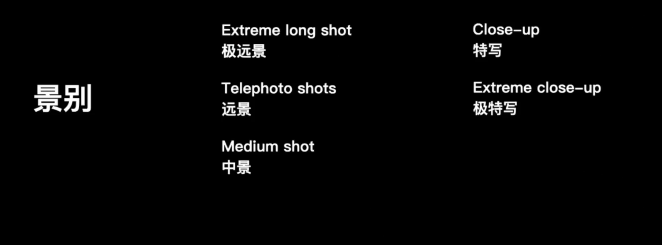 景别
Extreme long shot
极远景
Telephoto shots
远景
Medium shot
中景
Close-up
特写
Extreme close-up
极特写